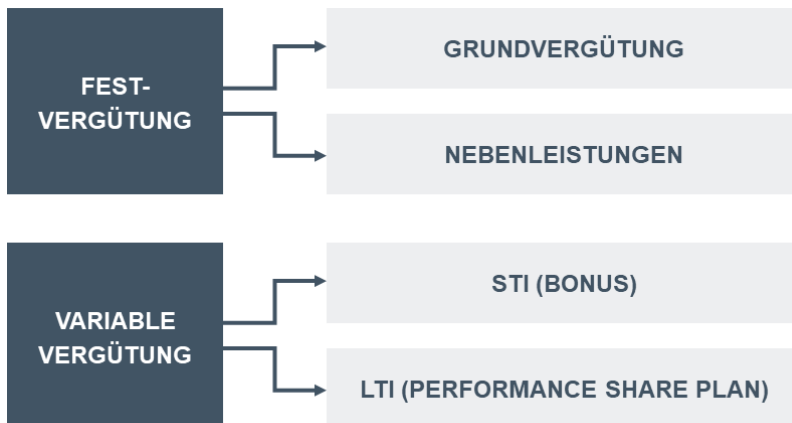 FEST-
VERGÜTUNG
GRUNDVERGÜTUNG
NEBENLEISTUNGEN
VARIABLE
VERGÜTUNG
STI (BONUS)
LTI (PERFORMANCE SHARE PLAN)